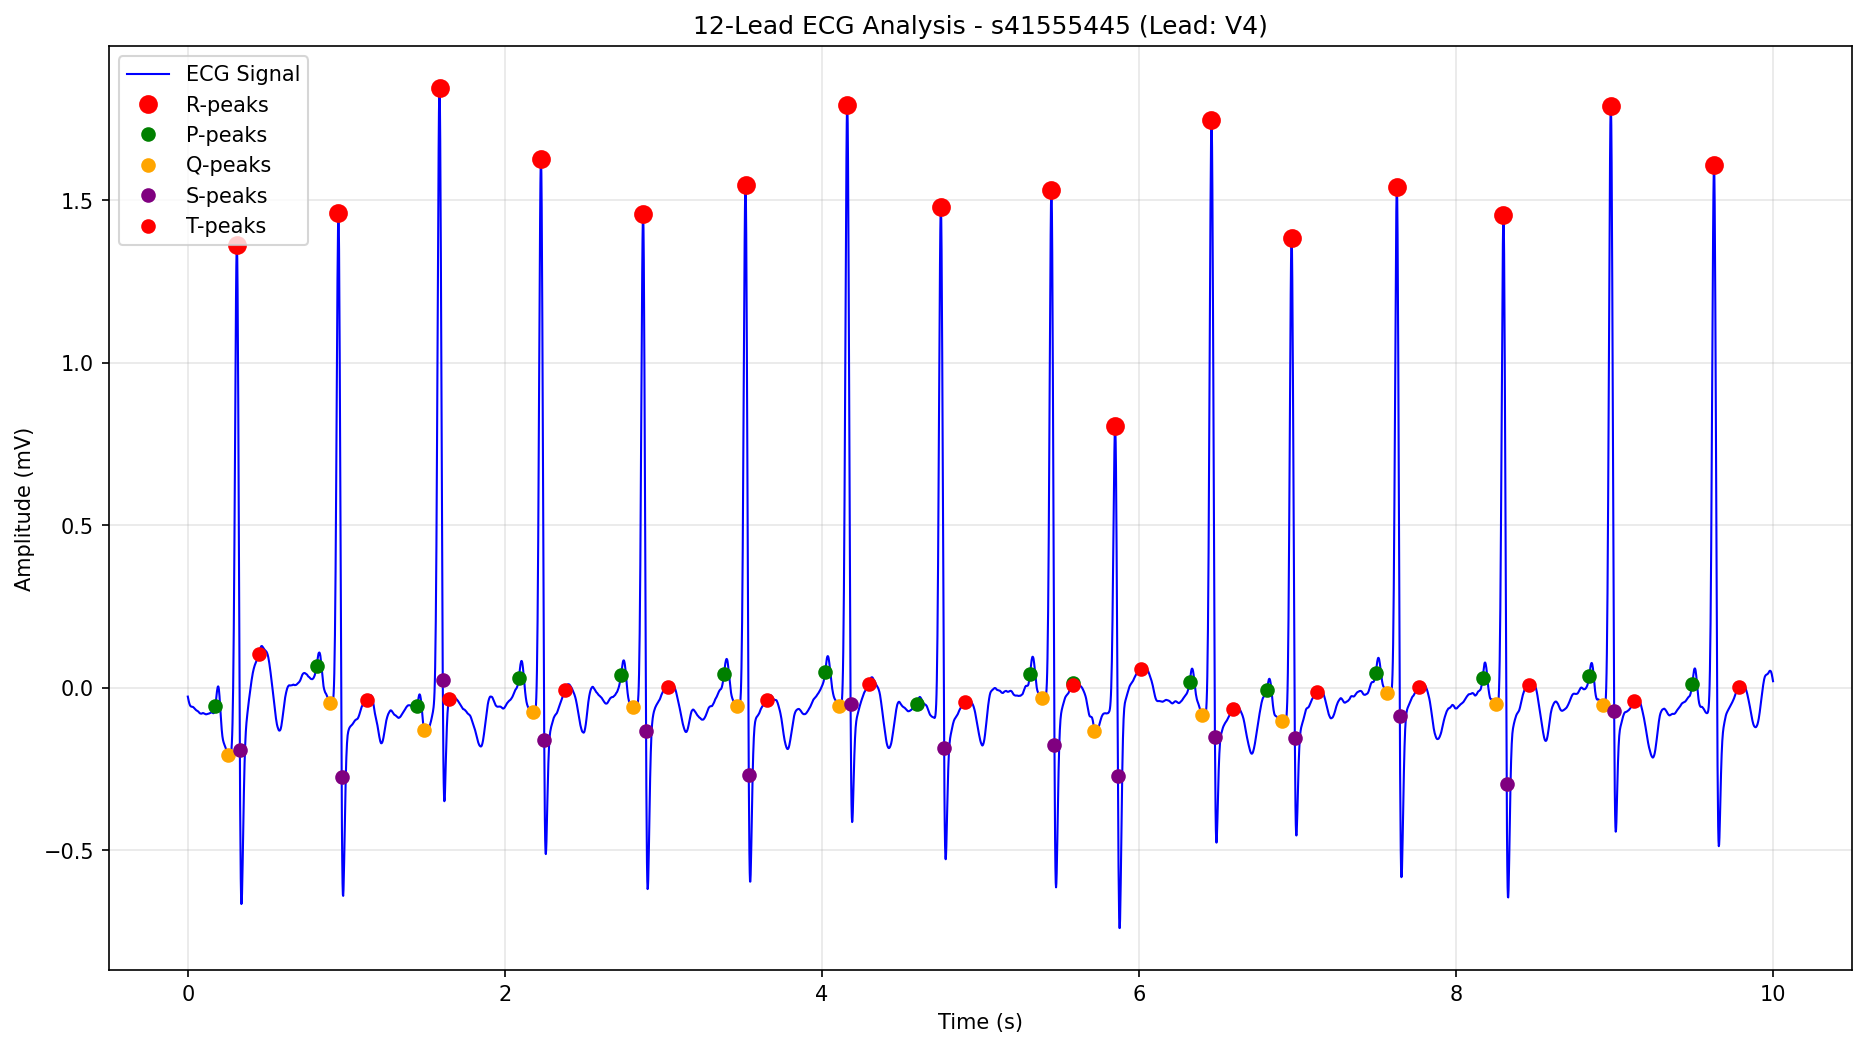 12-Lead ECG Analysis - s41555445 (Lead: V4)
ECG Signal
R-peaks
P-peaks
Q-peaks
S-peaks
T-peaks
Amplitude (mV)
1.5
1.0
0.5
0.0
−0.5
0 2 4 6 8 10
Time (s)